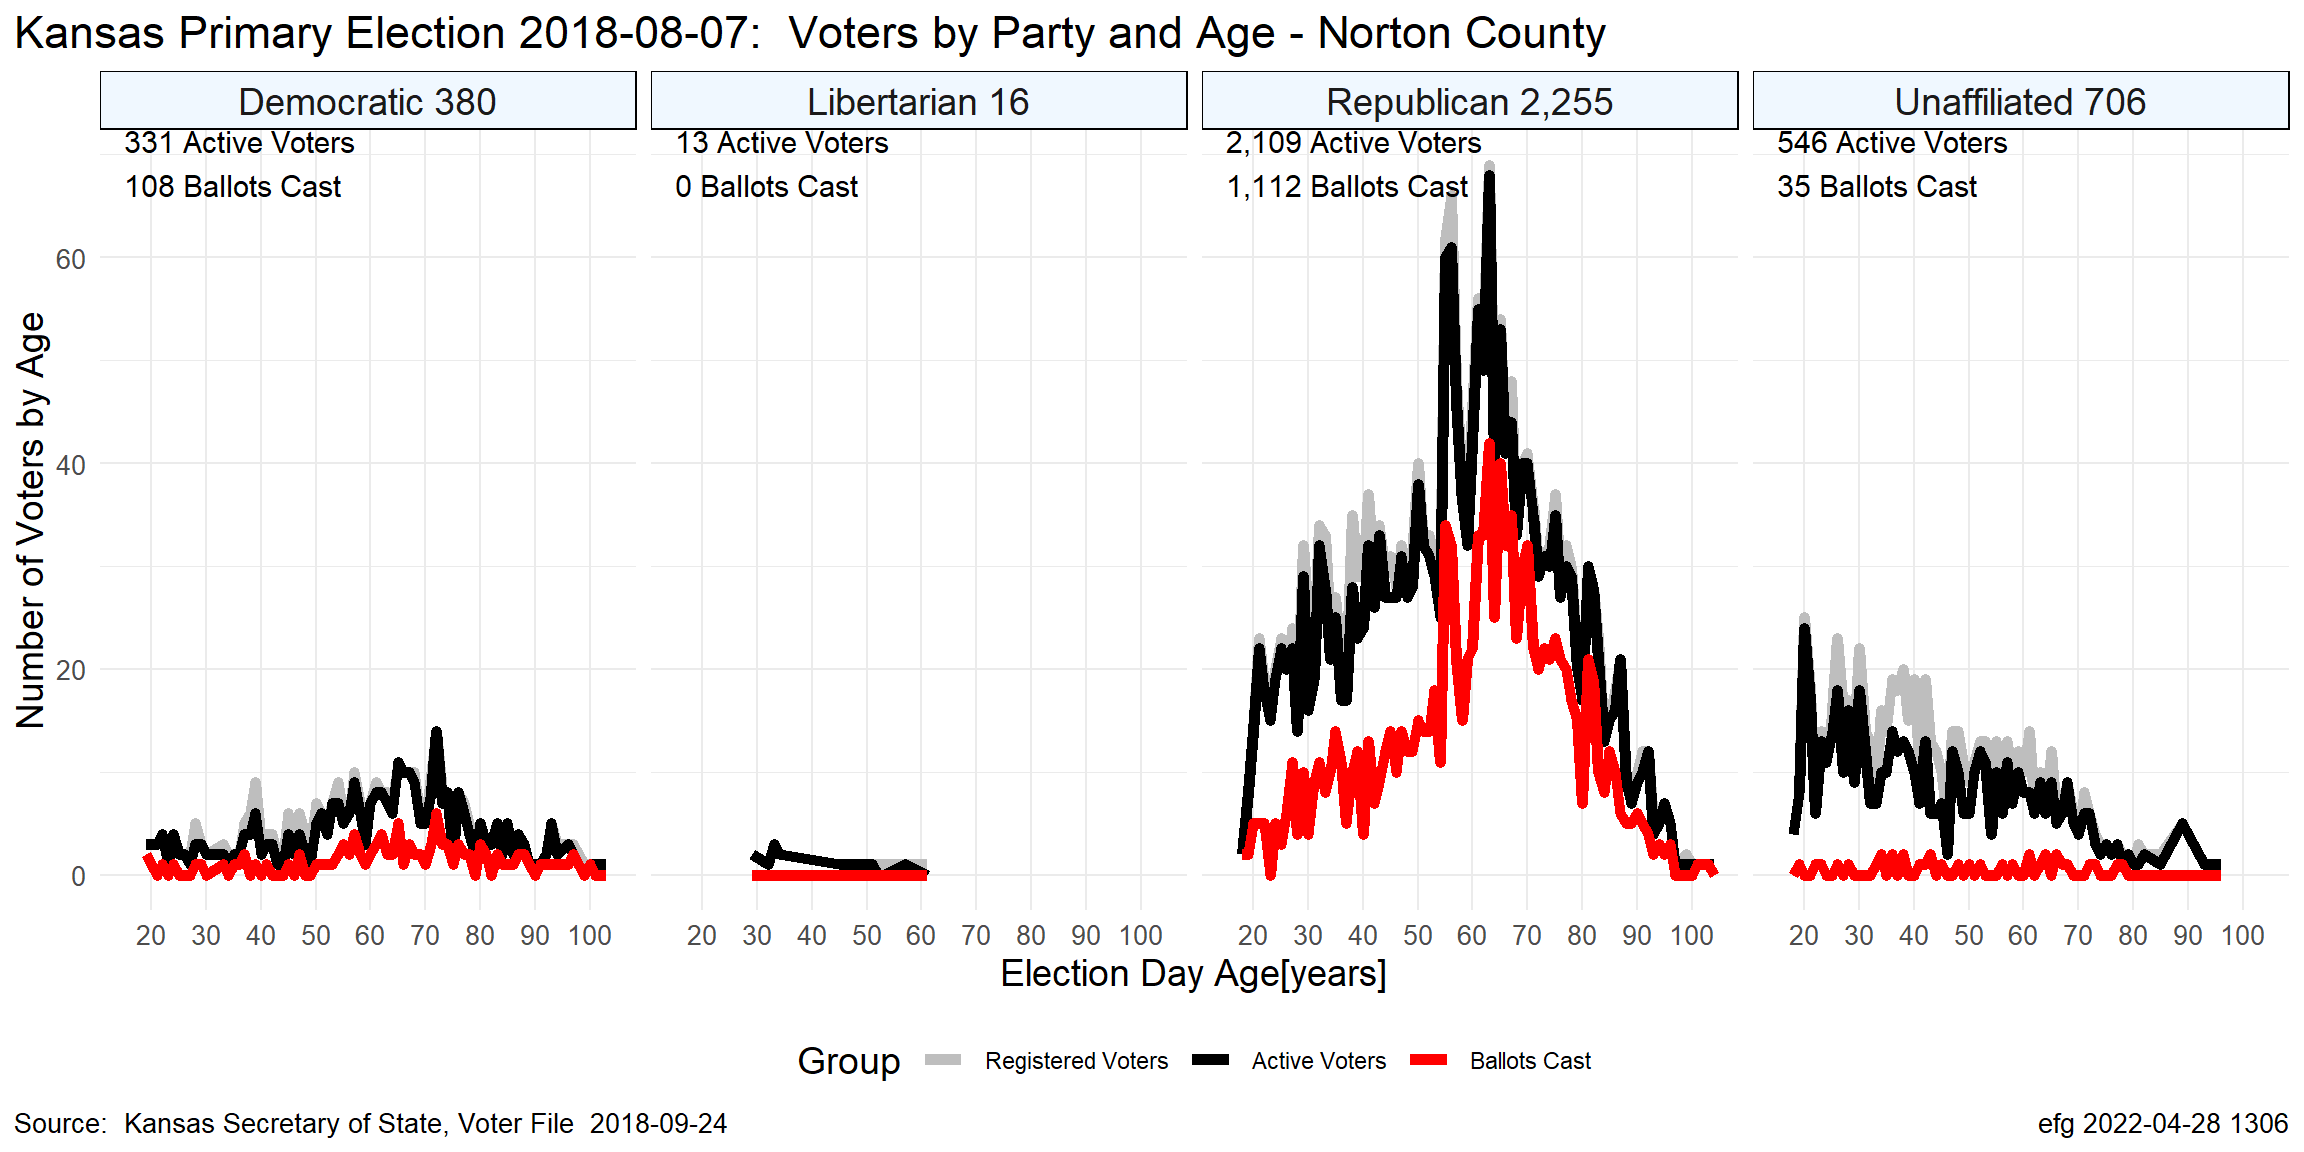 Kansas Primary Election 2018-08-07:  Voters by Party and Age - Norton County
Democratic 380
Libertarian 16
Republican 2,255
Unaffiliated 706
331 Active Voters
108 Ballots Cast
13 Active Voters
0 Ballots Cast
2,109 Active Voters
1,112 Ballots Cast
546 Active Voters
35 Ballots Cast
Number of Voters by Age
60
40
20
0
20 30 40 50 60 70 80 90 100
20 30 40 50 60 70 80 90 100
20 30 40 50 60 70 80 90 100
20 30 40 50 60 70 80 90 100
Election Day Age[years]
Group Registered Voters Active Voters Ballots Cast
Source:  Kansas Secretary of State, Voter File  2018-09-24
efg 2022-04-28 1306